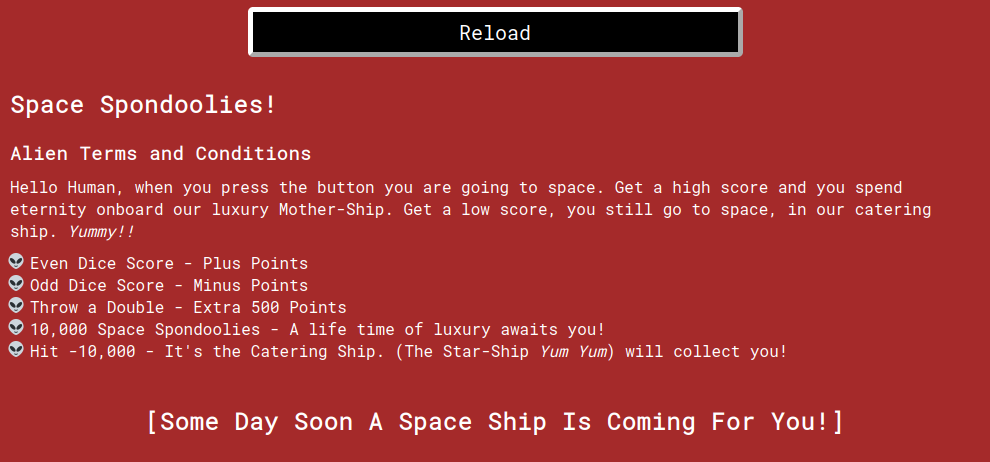 Reload
Space Spondoolies!
Alien Terms and Conditions
Hello Human, when you press the button you are going to space. Get a high score and you spend
eternity onboard our luxury Mother-Ship. Get a low score, you still go to space, in our catering
ship. Yummy!!
Even Dice Score - Plus Points
Odd Dice Score - Minus Points
Throw a Double - Extra 500 Points
10,000 Space Spondoolies - A life time of luxury awaits you!
Hit -10,000 - It's the Catering Ship. (The Star-Ship Yum Yum) will collect you!
[Some Day Soon A Space Ship Is Coming For You!]